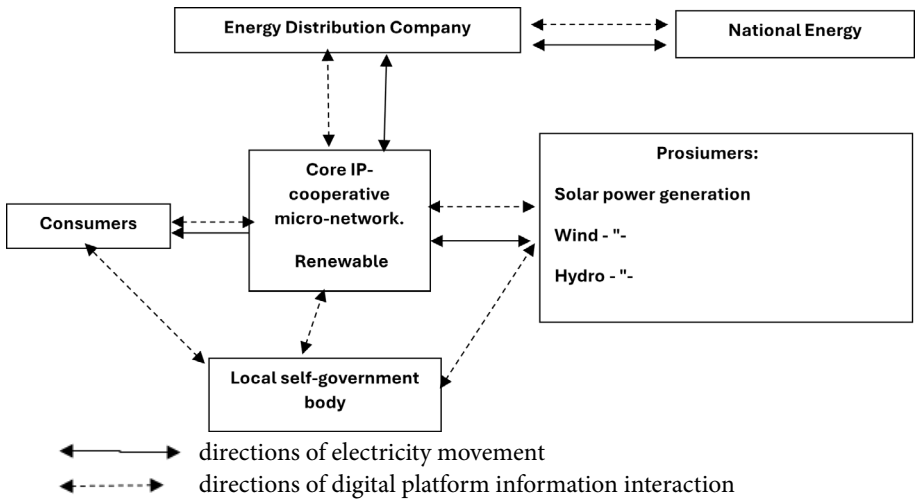 Energy Distribution Company
National Energy
Core IP-
cooperative
micro-network.
Renewable
Prosiumers:
Solar power generation
Wind - "-
Hydro - "-
Consumers
Local self-government
body
directions of electricity movement
directions of digital platform information interaction